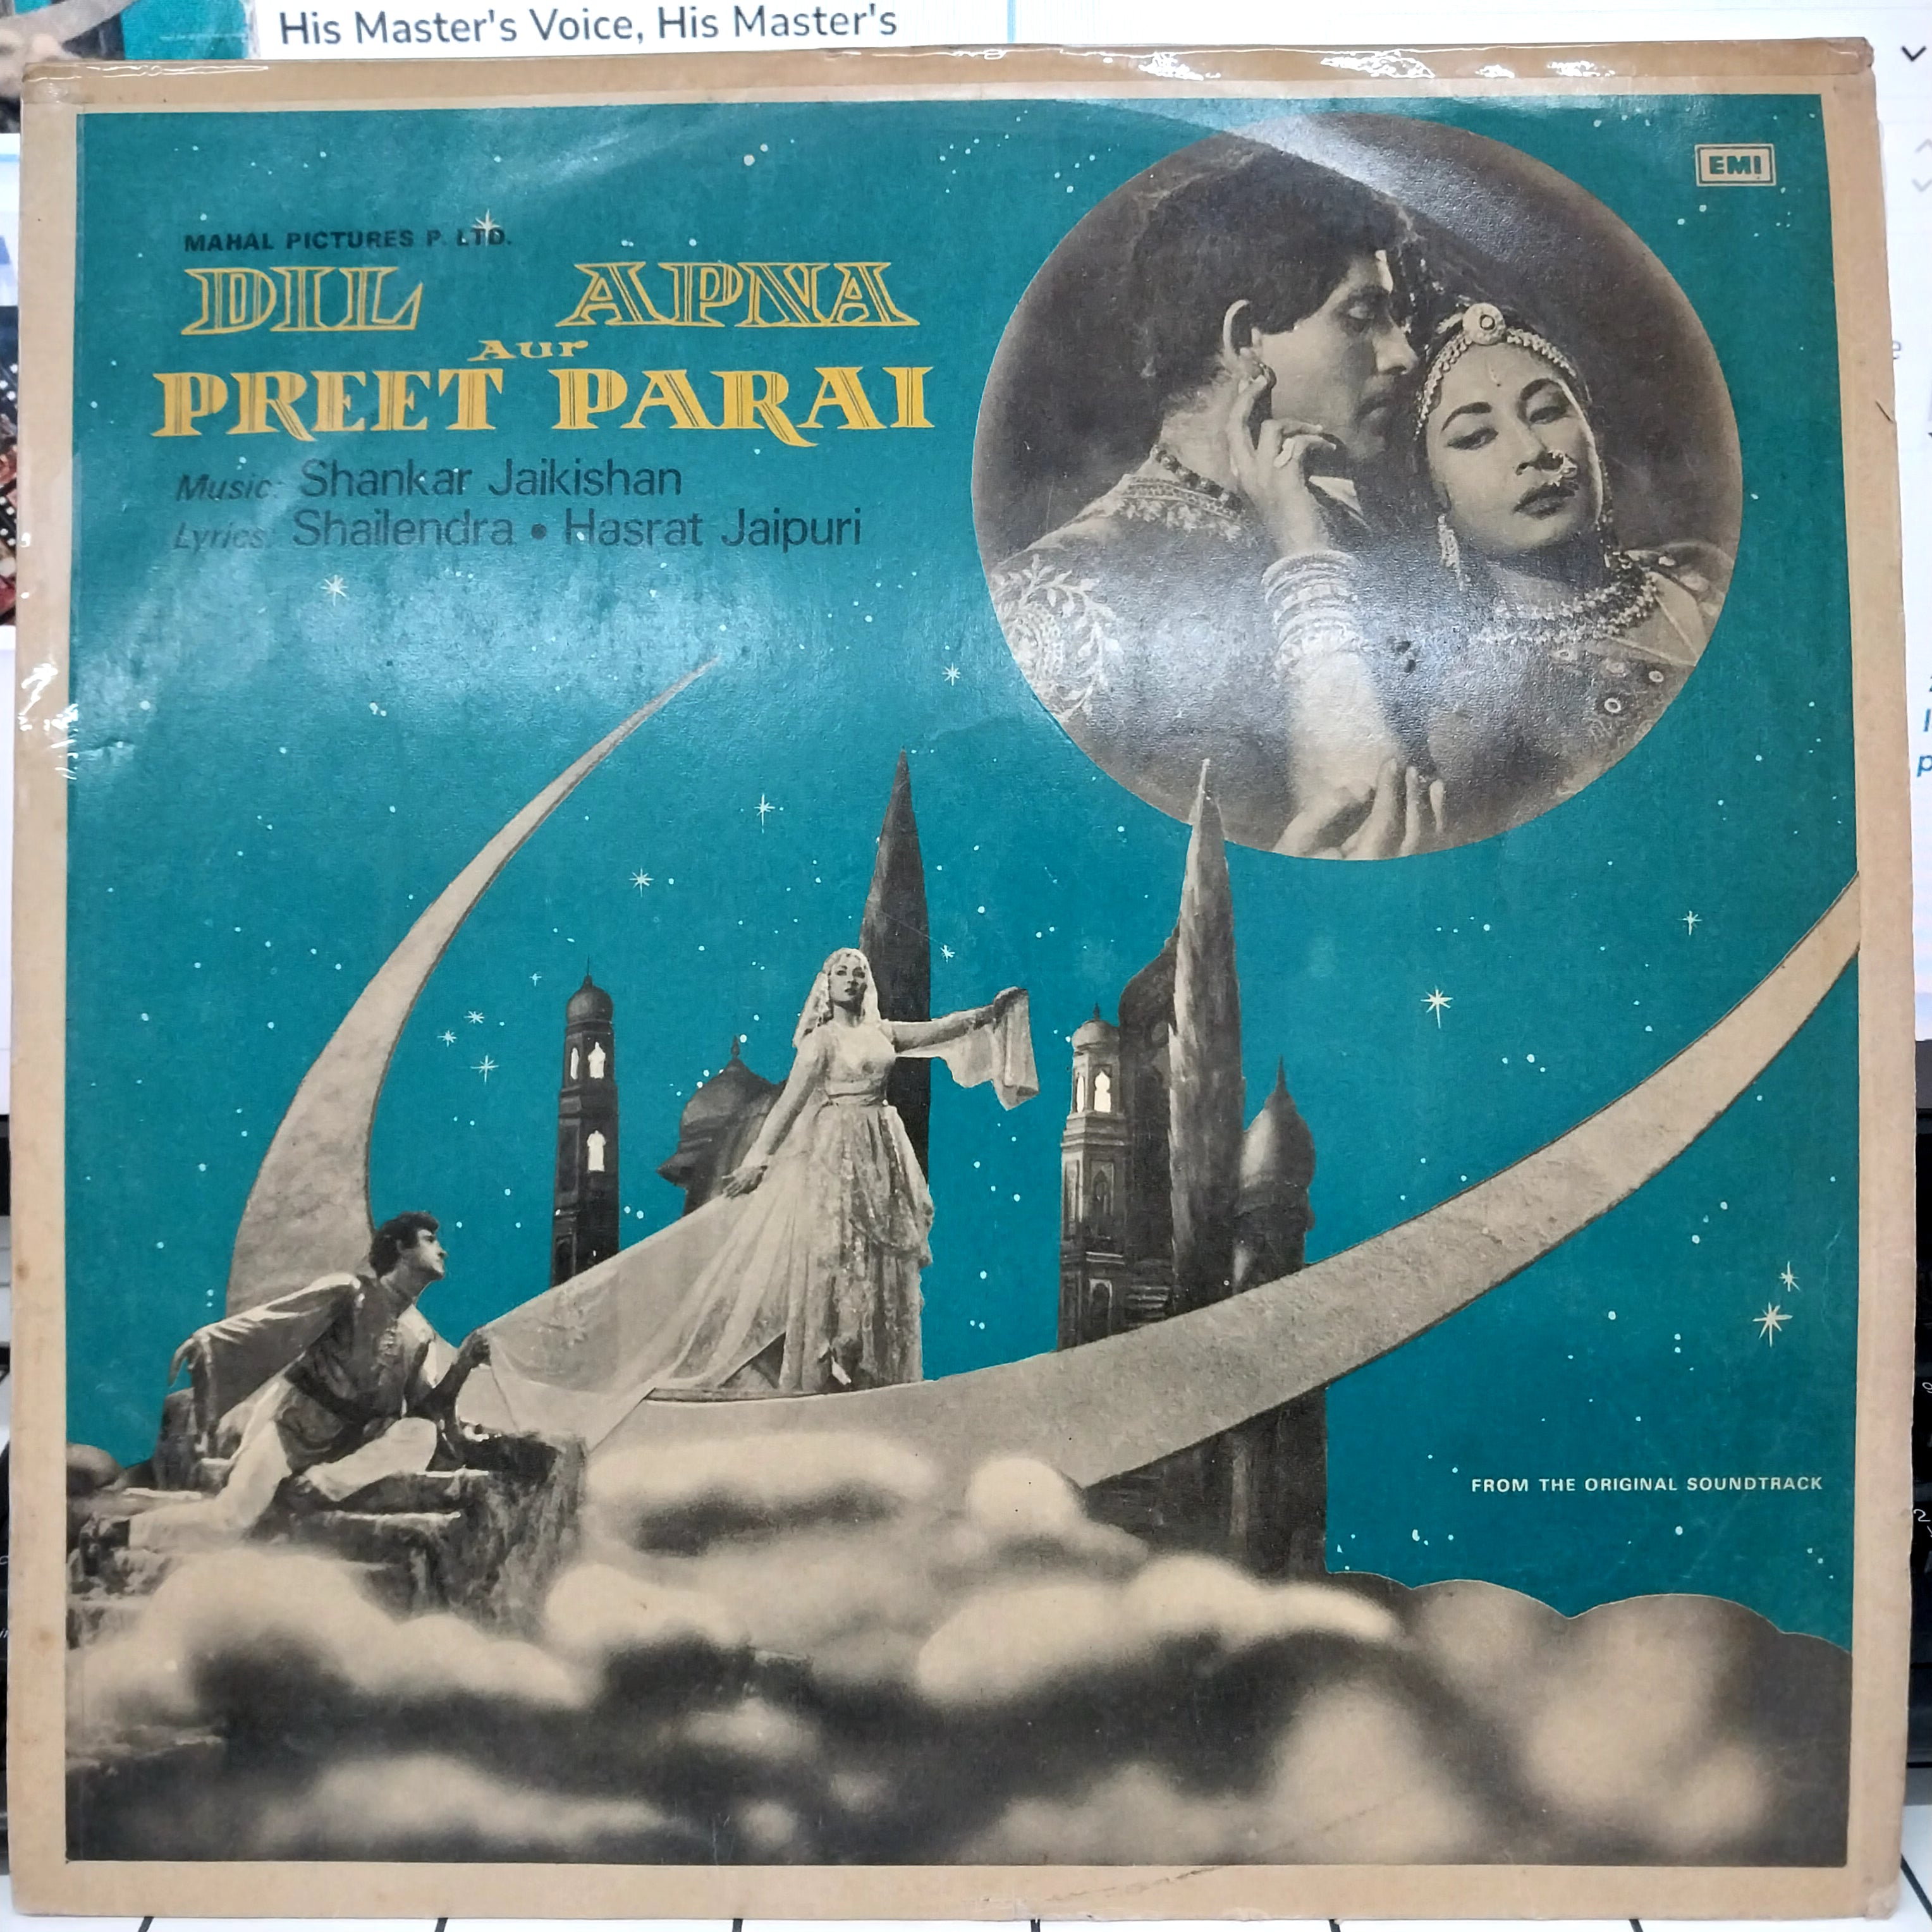 His Master's Voice, His Master's
EMI
MAHAL PICTURES P. LTD.
DIL APNA
Aur
PREET PARAI
Music: Shankar Jaikishan
Lyrics: Shailendra • Hasrat Jaipuri
FROM THE ORIGINAL SOUNDTRACK